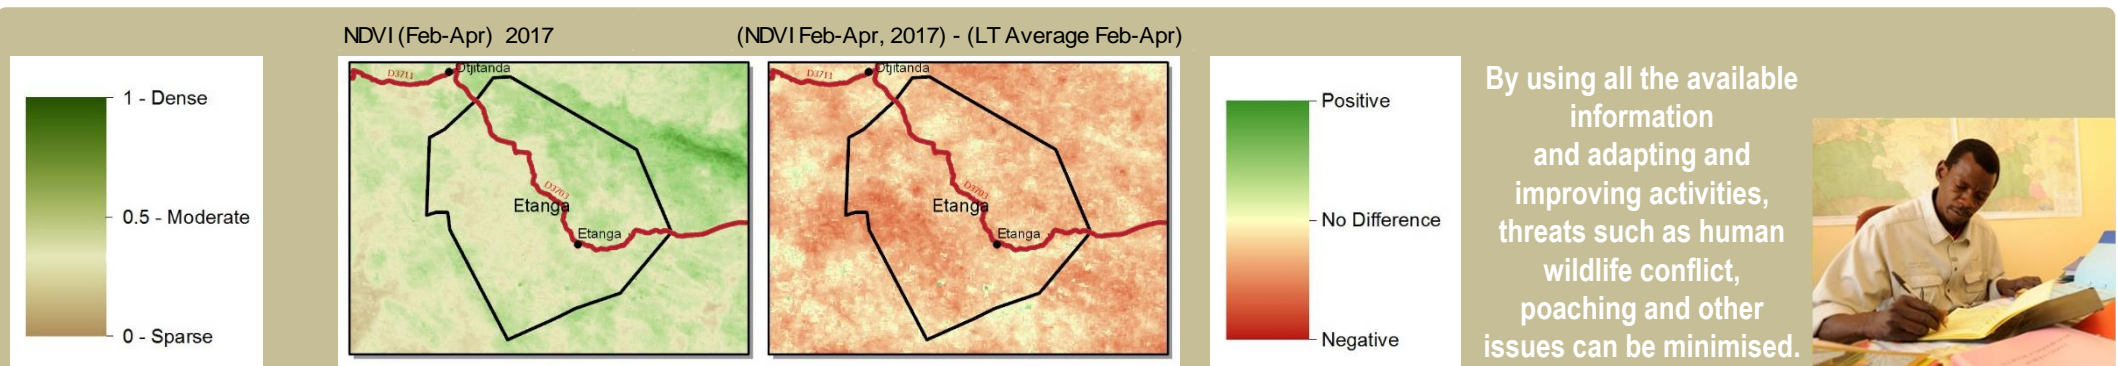 NDVI (Feb-Apr) 2017
(NDVI Feb-Apr, 2017) - (LT Average Feb-Apr)
1 - Dense
0.5 - Moderate
0 - Sparse
Otjitanda
D3711
D3703
Etanga
Etanga
Otjitanda
D3711
D3703
Etanga
Etanga
Positive
No Difference
Negative
By using all the available
information
and adapting and
improving activities,
threats such as human
wildlife conflict,
poaching and other
issues can be minimised.